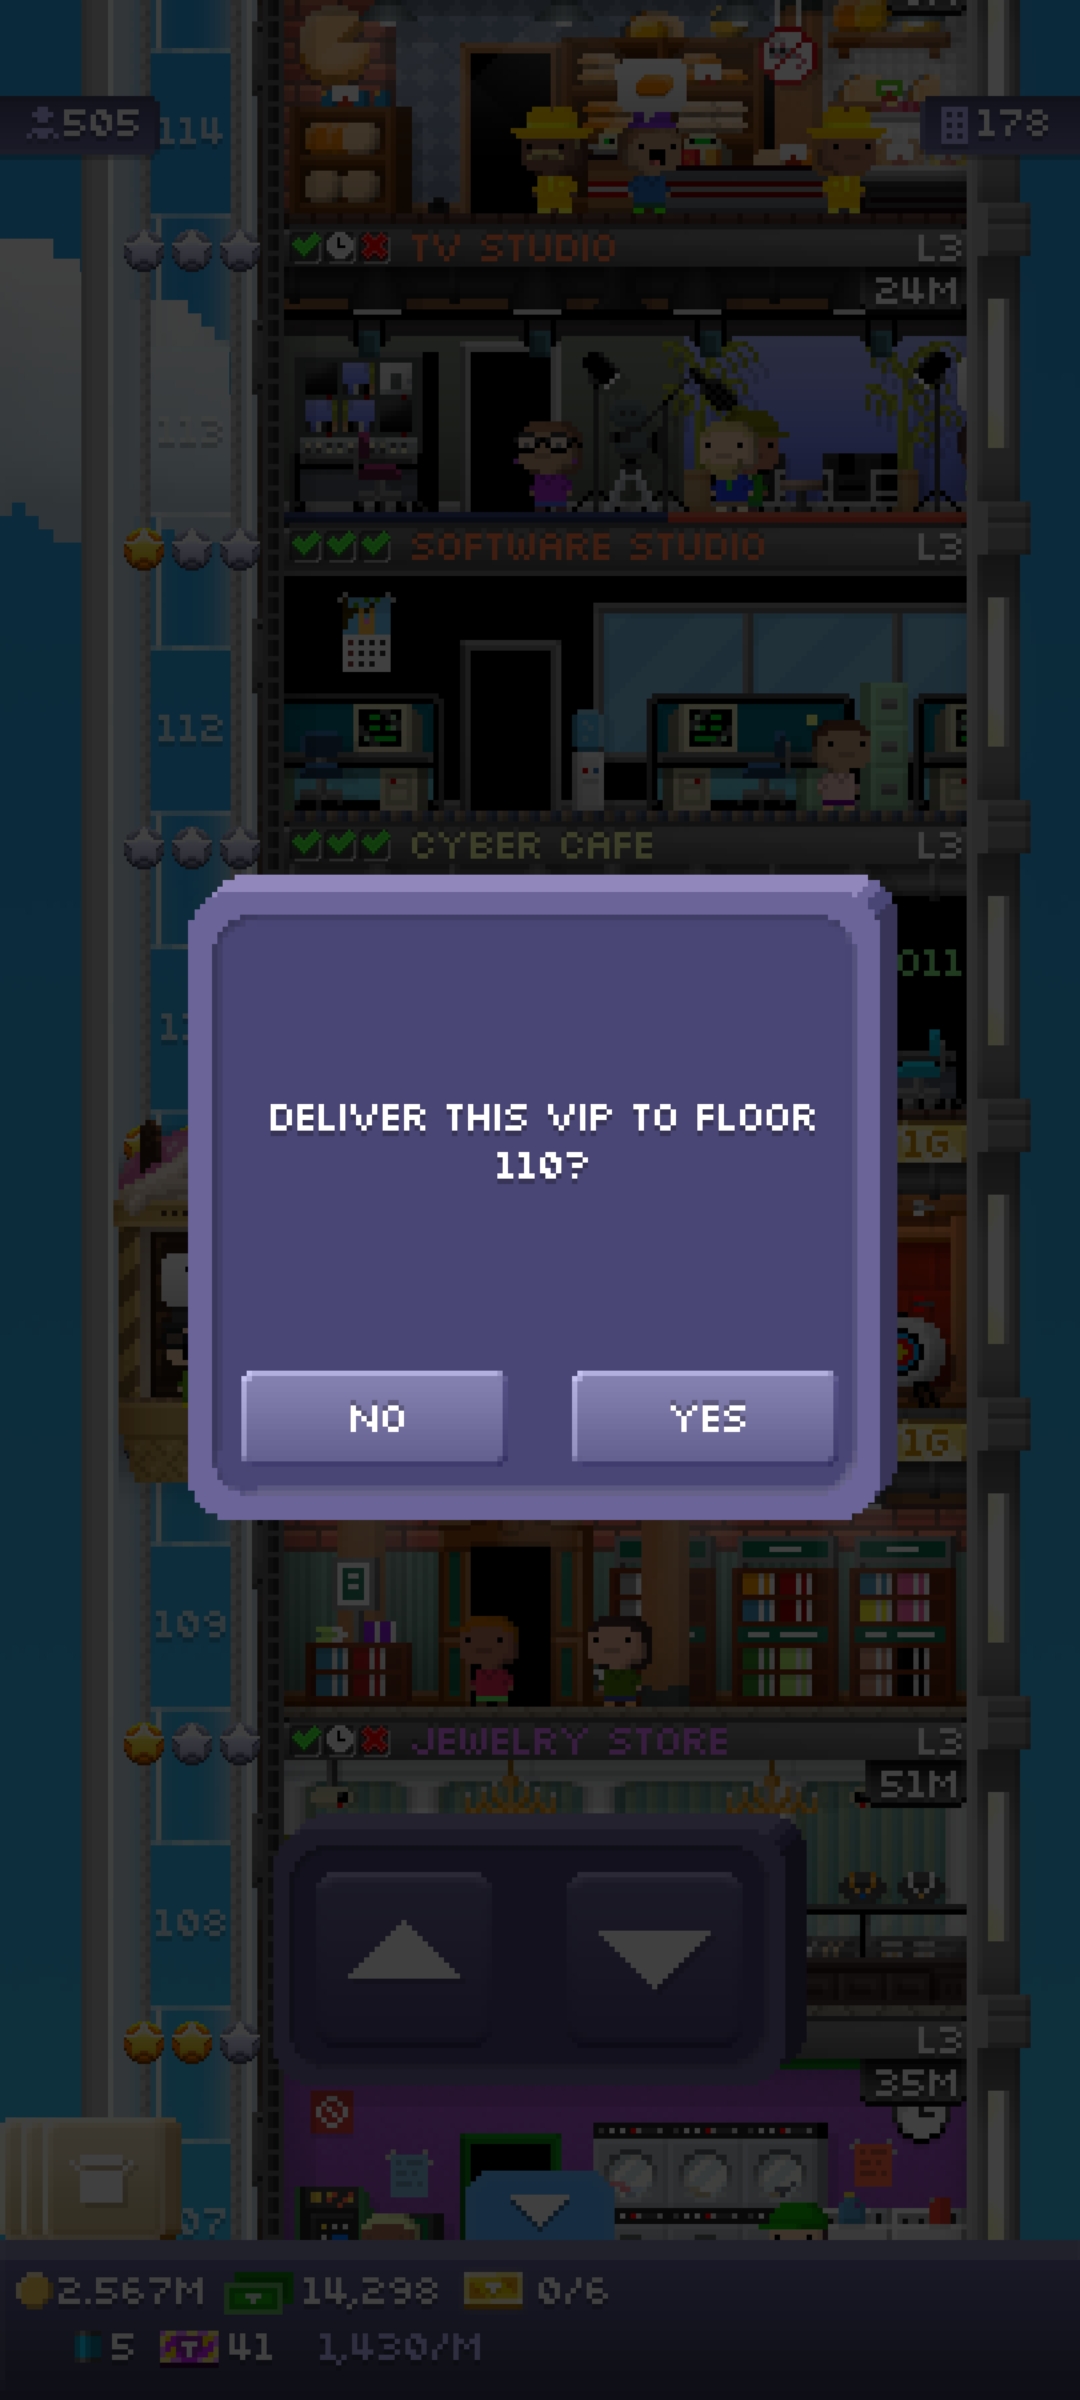 505
114
178
TV STUDIO
L3
24M
113
SOFTWARE STUDIO
L3
112
CYBER CAFE
L3
011
DELIVER THIS VIP TO FLOOR
110?
1G
NO
YES
1G
109
JEWELRY STORE
L3
51M
108
L3
35M
07
2.567M
14,298
0/6
5
T
41
1,430/M